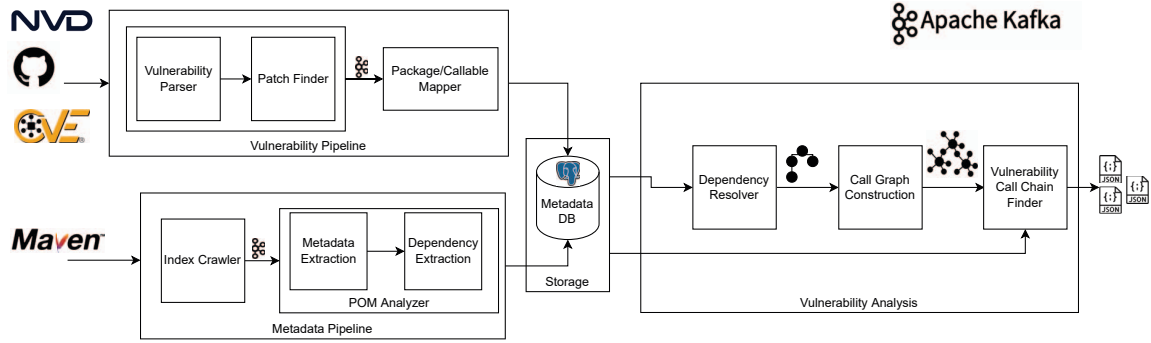 NVD
Apache Kafka
CVE
Vulnerability
Parser
Patch Finder
Package/Callable
Mapper
Vulnerability Pipeline
Maven™
Index Crawler
Metadata
Extraction
Dependency
Extraction
POM Analyzer
Metadata Pipeline
Metadata
DB
Storage
Dependency
Resolver
Call Graph
Construction
Vulnerability
Call Chain
Finder
Vulnerability Analysis
{;}
JSON
{;}
JSON
{;}
JSON